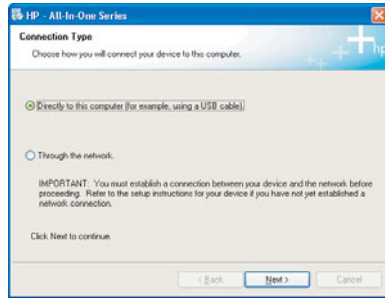 HP - All-In-One Series
Connection Type
Choose how you will connect your device to this computer.
hp
Directly to this computer (for example, using a USB cable).
Through the network.
IMPORTANT: You must establish a connection between your device and the network before
proceeding. Refer to the setup instructions for your device if you have not yet established a
network connection.
Click Next to continue.
< Back
Next >
Cancel